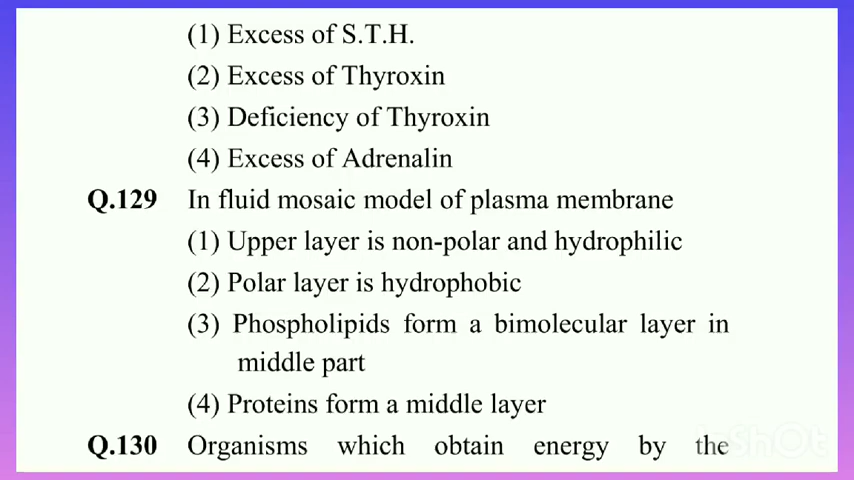 (1) Excess of S.T.H.
(2) Excess of Thyroxin
(3) Deficiency of Thyroxin
(4) Excess of Adrenalin
Q.129 In fluid mosaic model of plasma membrane
(1) Upper layer is non-polar and hydrophilic
(2) Polar layer is hydrophobic
(3) Phospholipids form a bimolecular layer in
middle part
(4) Proteins form a middle layer
Q.130 Organisms which obtain energy by the
InShOt